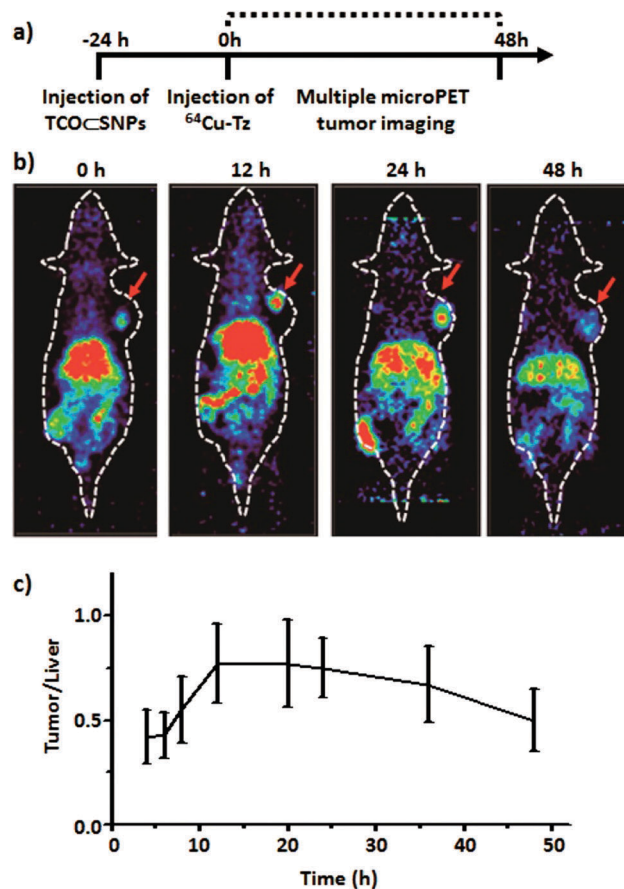 a)
-24 h 0h 48h
Injection of Injection of Multiple microPET
TCO⊂SNPs ⁶⁴Cu-Tz tumor imaging
b)
0 h 12 h 24 h 48 h
c)
1.0
0.5
0.0
Tumor/Liver
0 10 20 30 40 50
Time (h)